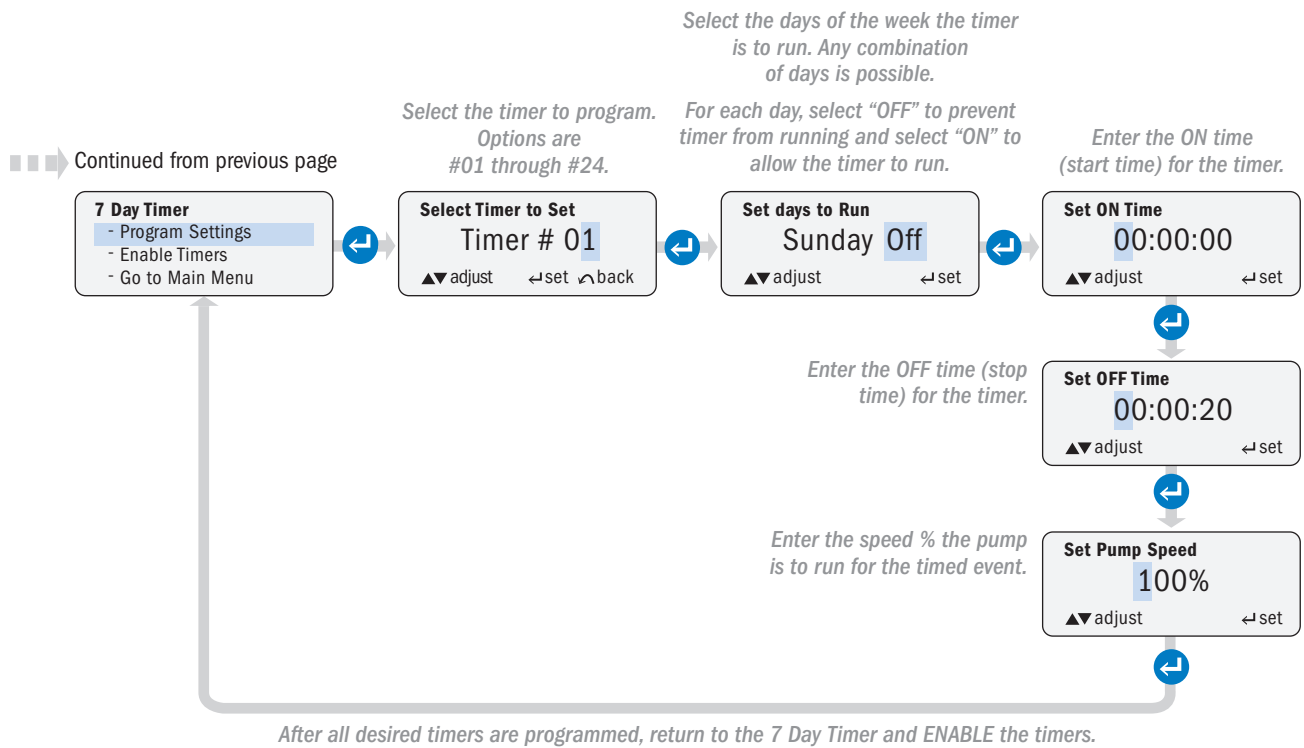 Select the days of the week the timer
is to run. Any combination
of days is possible.
Select the timer to program.
Options are
#01 through #24.
For each day, select “OFF” to prevent
timer from running and select “ON” to
allow the timer to run.
Enter the ON time
(start time) for the timer.
Continued from previous page
7 Day Timer
- Program Settings
- Enable Timers
- Go to Main Menu
Select Timer to Set
Timer # 01
▲▼ adjust ↵ set ↶ back
Set days to Run
Sunday Off
▲▼ adjust ↵ set
Set ON Time
00:00:00
▲▼ adjust ↵ set
Enter the OFF time (stop
time) for the timer.
Set OFF Time
00:00:20
▲▼ adjust ↵ set
Enter the speed % the pump
is to run for the timed event.
Set Pump Speed
100%
▲▼ adjust ↵ set
After all desired timers are programmed, return to the 7 Day Timer and ENABLE the timers.